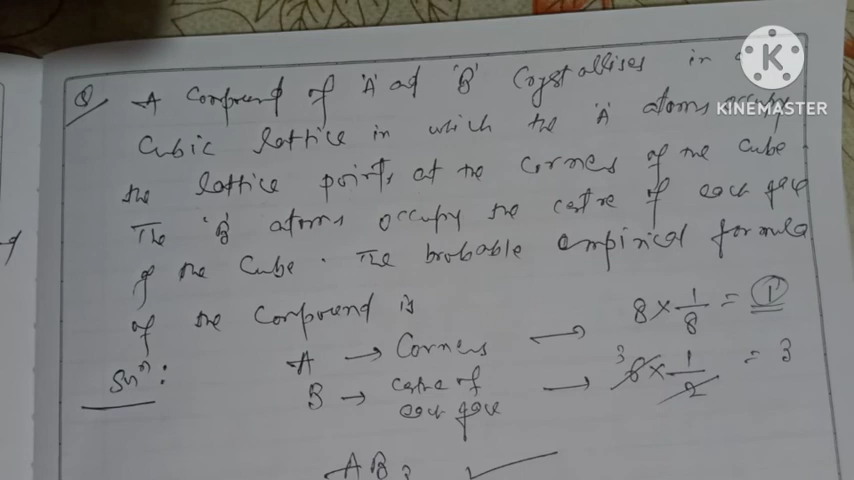 Q A compound of 'A' ad 'B' Crystallises in
KINEMASTER
Cubic lattice in which the 'A' atoms occupy
the lattice points at the corners of the cube.
The 'B' atoms occupy the centre of each face
of the Cube. The probable empirical formula
of the compound is
Solⁿ: A → Corners → 8 × 1/8 = 1
B → centre of each face → 6 × 1/2 = 3
3
AB3 ✓